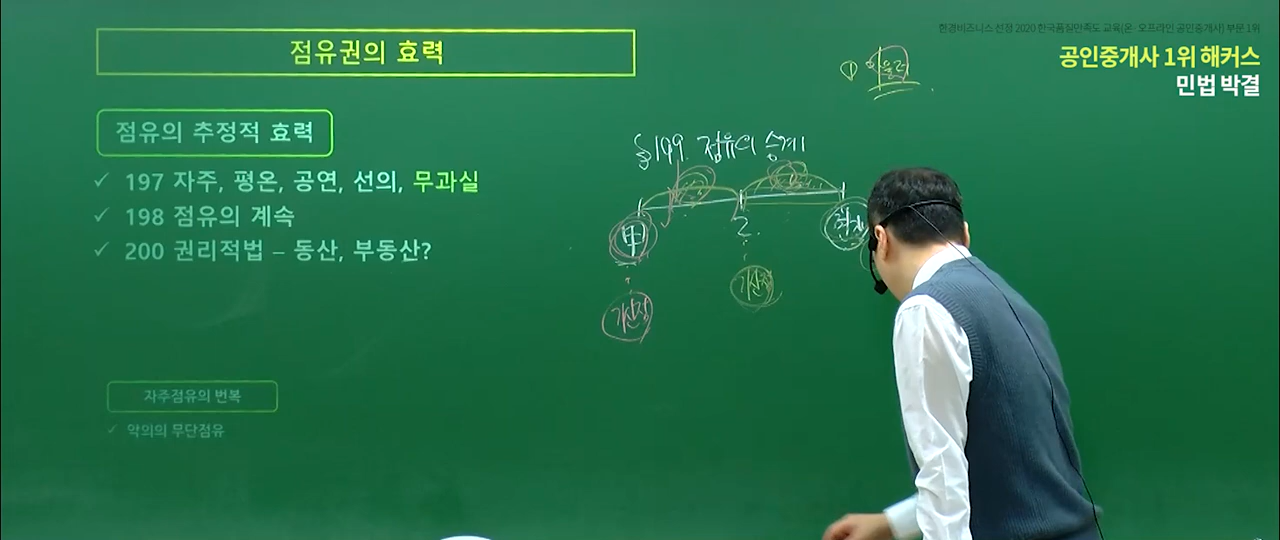 한경비즈니스 선정 2020 한국품질만족도 교육(온·오프라인 공인중개사) 부문 1위
공인중개사 1위 해커스
민법 박결
점유권의 효력
점유의 추정적 효력
✓ 197 자주, 평온, 공연, 선의, 무과실
✓ 198 점유의 계속
✓ 200 권리적법 – 동산, 부동산?
자주점유의 번복
✓ 악의의 무단점유
①
§199. 점유의 승계
甲
乙.